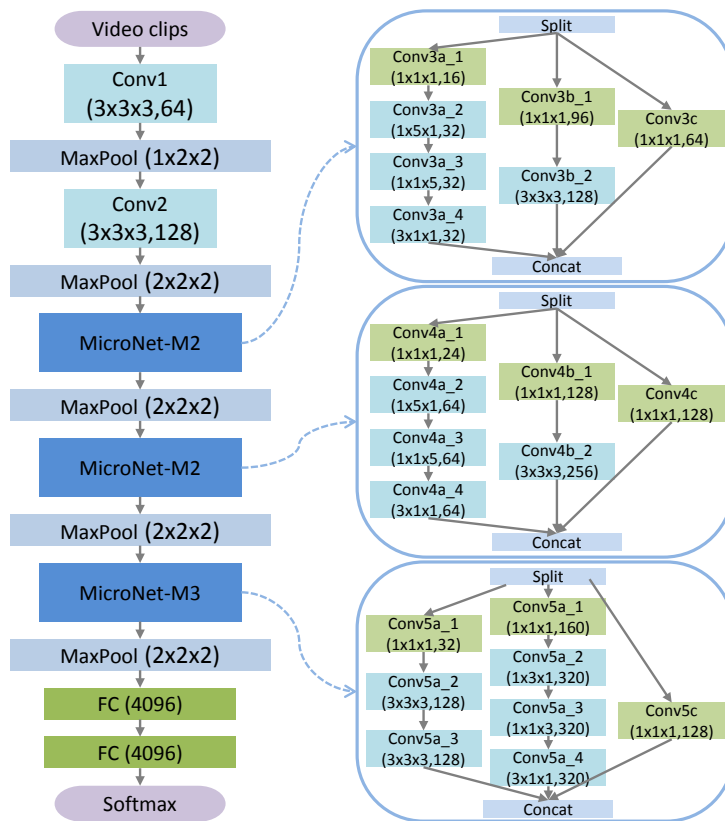 Video clips
Conv1
(3x3x3,64)
MaxPool (1x2x2)
Conv2
(3x3x3,128)
MaxPool (2x2x2)
MicroNet-M2
MaxPool (2x2x2)
MicroNet-M2
MaxPool (2x2x2)
MicroNet-M3
MaxPool (2x2x2)
FC (4096)
FC (4096)
Softmax
Split
Conv3a_1
(1x1x1,16)
Conv3a_2
(1x5x1,32)
Conv3a_3
(1x1x5,32)
Conv3a_4
(3x1x1,32)
Conv3b_1
(1x1x1,96)
Conv3b_2
(3x3x3,128)
Conv3c
(1x1x1,64)
Concat
Split
Conv4a_1
(1x1x1,24)
Conv4a_2
(1x5x1,64)
Conv4a_3
(1x1x5,64)
Conv4a_4
(3x1x1,64)
Conv4b_1
(1x1x1,128)
Conv4b_2
(3x3x3,256)
Conv4c
(1x1x1,128)
Concat
Split
Conv5a_1
(1x1x1,32)
Conv5a_2
(3x3x3,128)
Conv5a_3
(3x3x3,128)
Conv5a_1
(1x1x1,160)
Conv5a_2
(1x3x1,320)
Conv5a_3
(1x1x3,320)
Conv5a_4
(3x1x1,320)
Conv5c
(1x1x1,128)
Concat